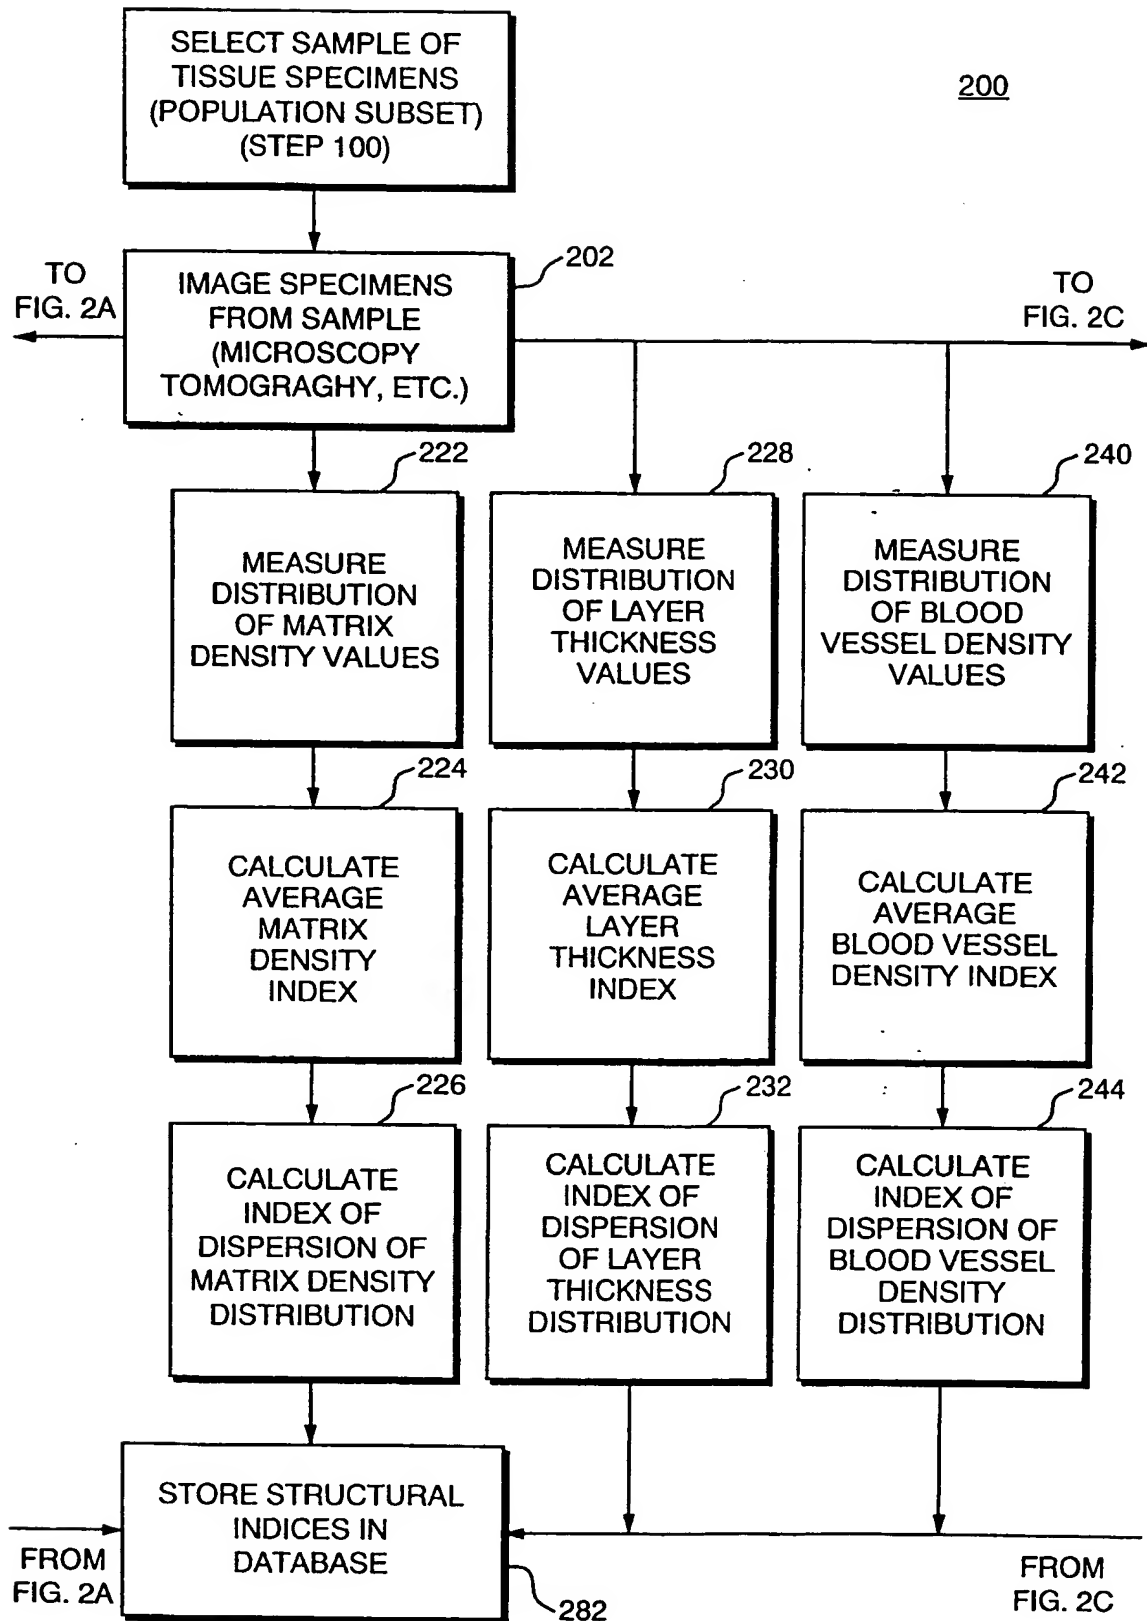 SELECT SAMPLE OF
TISSUE SPECIMENS
(POPULATION SUBSET)
(STEP 100)
200
202
TO
FIG. 2A
IMAGE SPECIMENS
FROM SAMPLE
(MICROSCOPY
TOMOGRAGHY, ETC.)
TO
FIG. 2C
222
228
240
MEASURE
DISTRIBUTION
OF MATRIX
DENSITY VALUES
MEASURE
DISTRIBUTION
OF LAYER
THICKNESS
VALUES
MEASURE
DISTRIBUTION
OF BLOOD
VESSEL DENSITY
VALUES
224
230
242
CALCULATE
AVERAGE
MATRIX
DENSITY
INDEX
CALCULATE
AVERAGE
LAYER
THICKNESS
INDEX
CALCULATE
AVERAGE
BLOOD VESSEL
DENSITY INDEX
226
232
244
CALCULATE
INDEX OF
DISPERSION OF
MATRIX DENSITY
DISTRIBUTION
CALCULATE
INDEX OF
DISPERSION
OF LAYER
THICKNESS
DISTRIBUTION
CALCULATE
INDEX OF
DISPERSION OF
BLOOD VESSEL
DENSITY
DISTRIBUTION
STORE STRUCTURAL
INDICES IN
DATABASE
FROM
FIG. 2A
282
FROM
FIG. 2C